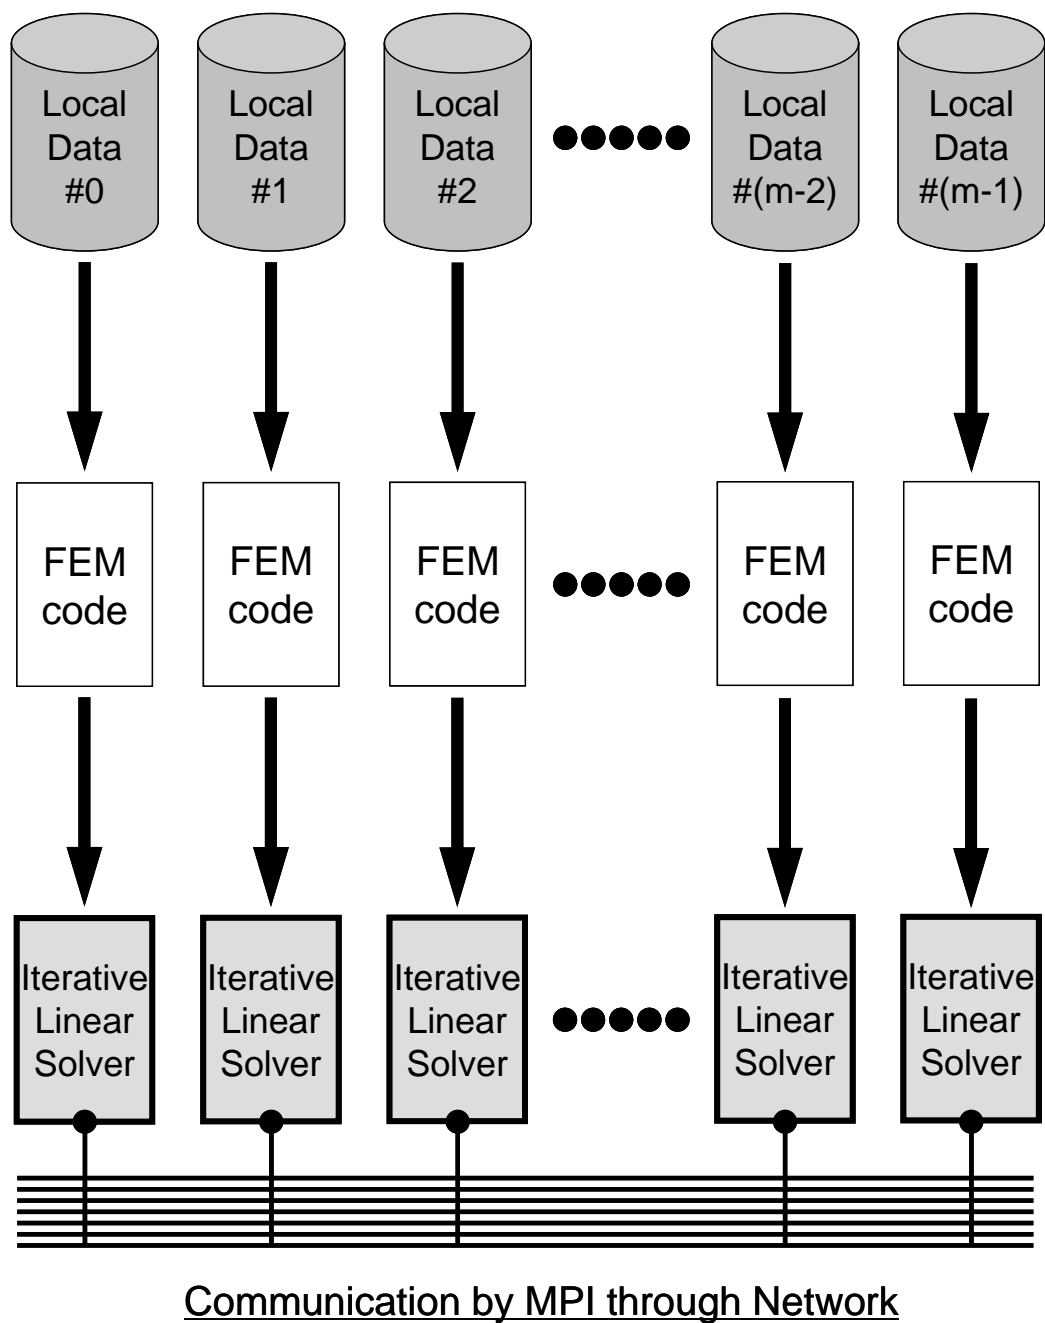 Local
Data
#0
Local
Data
#1
Local
Data
#2
Local
Data
#(m-2)
Local
Data
#(m-1)
FEM
code
FEM
code
FEM
code
FEM
code
FEM
code
Iterative
Linear
Solver
Iterative
Linear
Solver
Iterative
Linear
Solver
Iterative
Linear
Solver
Iterative
Linear
Solver
Communication by MPI through Network